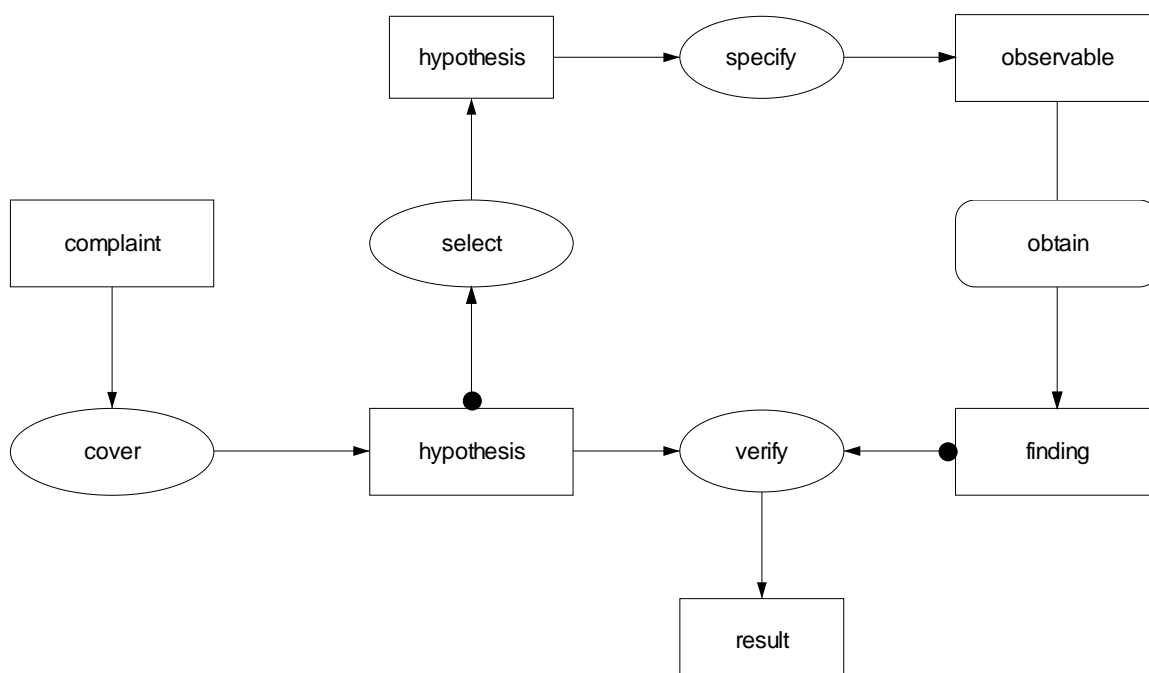 hypothesis
specify
observable
complaint
select
obtain
cover
hypothesis
verify
finding
result